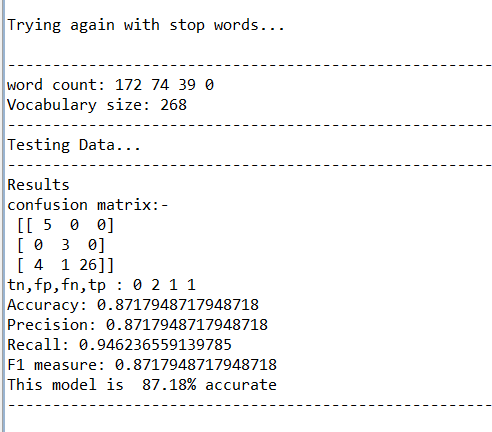 Trying again with stop words...
------------------------------------------------------
word count: 172 74 39 0
Vocabulary size: 268
------------------------------------------------------
Testing Data...
------------------------------------------------------
Results
confusion matrix:-
 [[ 5  0  0]
 [ 0  3  0]
 [ 4  1 26]]
tn,fp,fn,tp : 0 2 1 1
Accuracy: 0.8717948717948718
Precision: 0.8717948717948718
Recall: 0.946236559139785
F1 measure: 0.8717948717948718
This model is  87.18% accurate
------------------------------------------------------